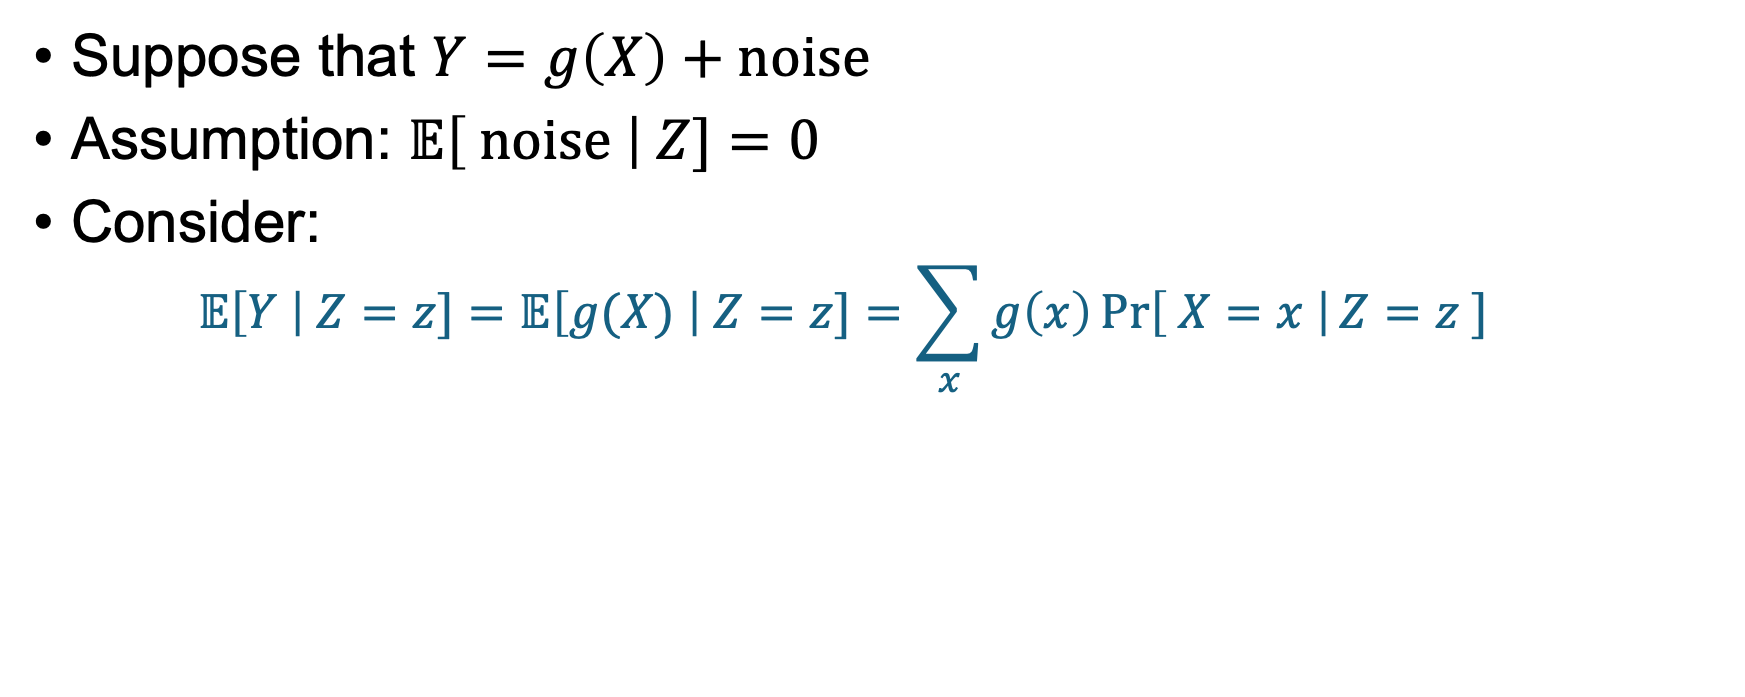 • Suppose that 𝑌 = 𝑔(𝑋) + noise
• Assumption: 𝔼[ noise | 𝑍] = 0
• Consider:
𝔼[𝑌 | 𝑍 = 𝑧] = 𝔼[𝑔(𝑋) | 𝑍 = 𝑧] = ∑ 𝑔(𝑥) Pr[ 𝑋 = 𝑥 | 𝑍 = 𝑧 ]
𝑥